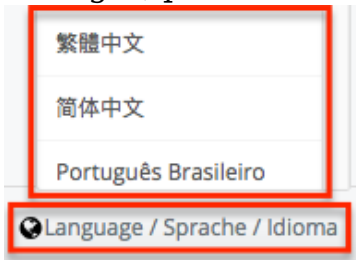 繁體中文
简体中文
Português Brasileiro
Language / Sprache / Idioma